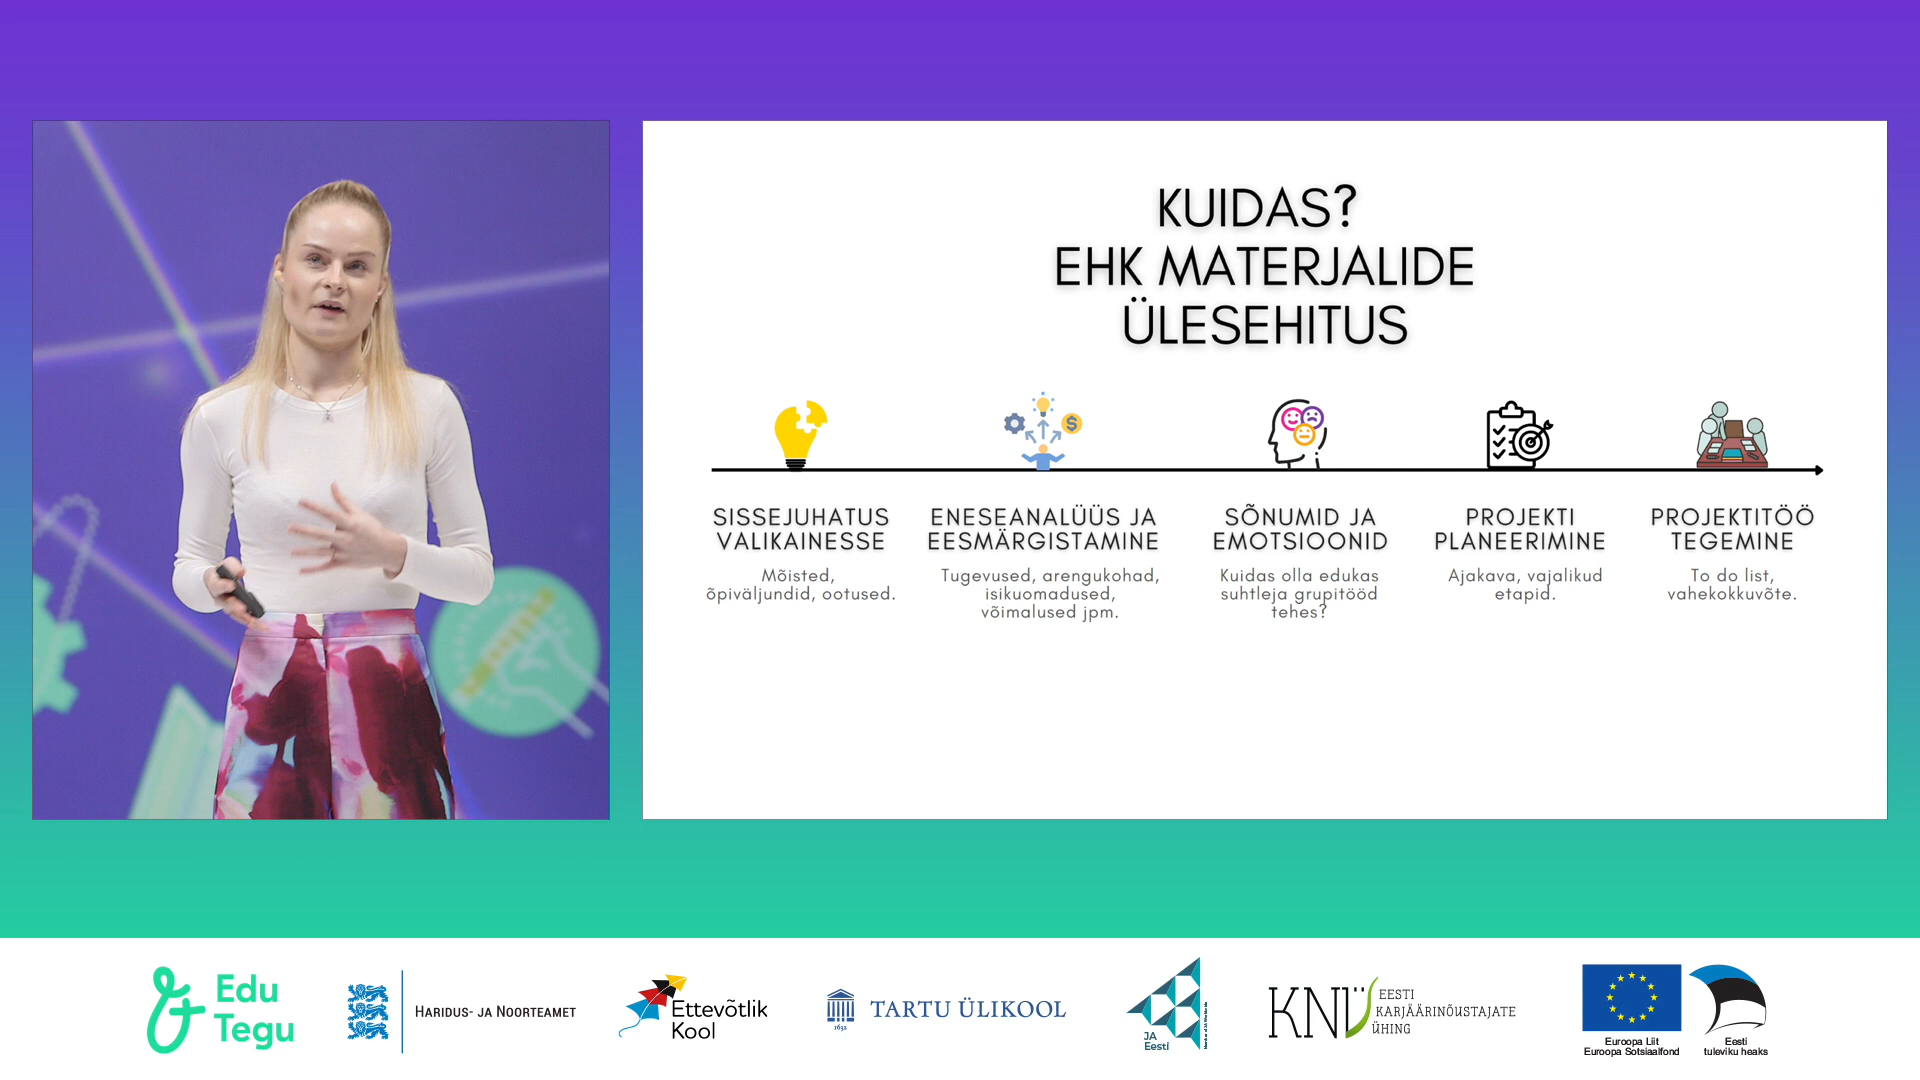 KUIDAS?
EHK MATERJALIDE
ÜLESEHITUS
SISSEJUHATUS
VALIKAINESSE
Mõisted,
õpiväljundid, ootused.
ENESEANALÜÜS JA
EESMÄRGISTAMINE
Tugevused, arengukohad,
isikuomadused,
võimalused jpm.
SÕNUMID JA
EMOTSIOONID
Kuidas olla edukas
suhtleja grupitööd
tehes?
PROJEKTI
PLANEERIMINE
Ajakava, vajalikud
etapid.
PROJEKTITÖÖ
TEGEMINE
To do list,
vahekokkuvõte.
Edu
Tegu
HARIDUS- JA NOORTEAMET
Ettevõtlik
Kool
1632
TARTU ÜLIKOOL
JA
Eesti
KNÜ
EESTI
KARJÄÄRINÕUSTAJATE
ÜHING
Euroopa Liit
Euroopa Sotsiaalfond
Eesti
tuleviku heaks